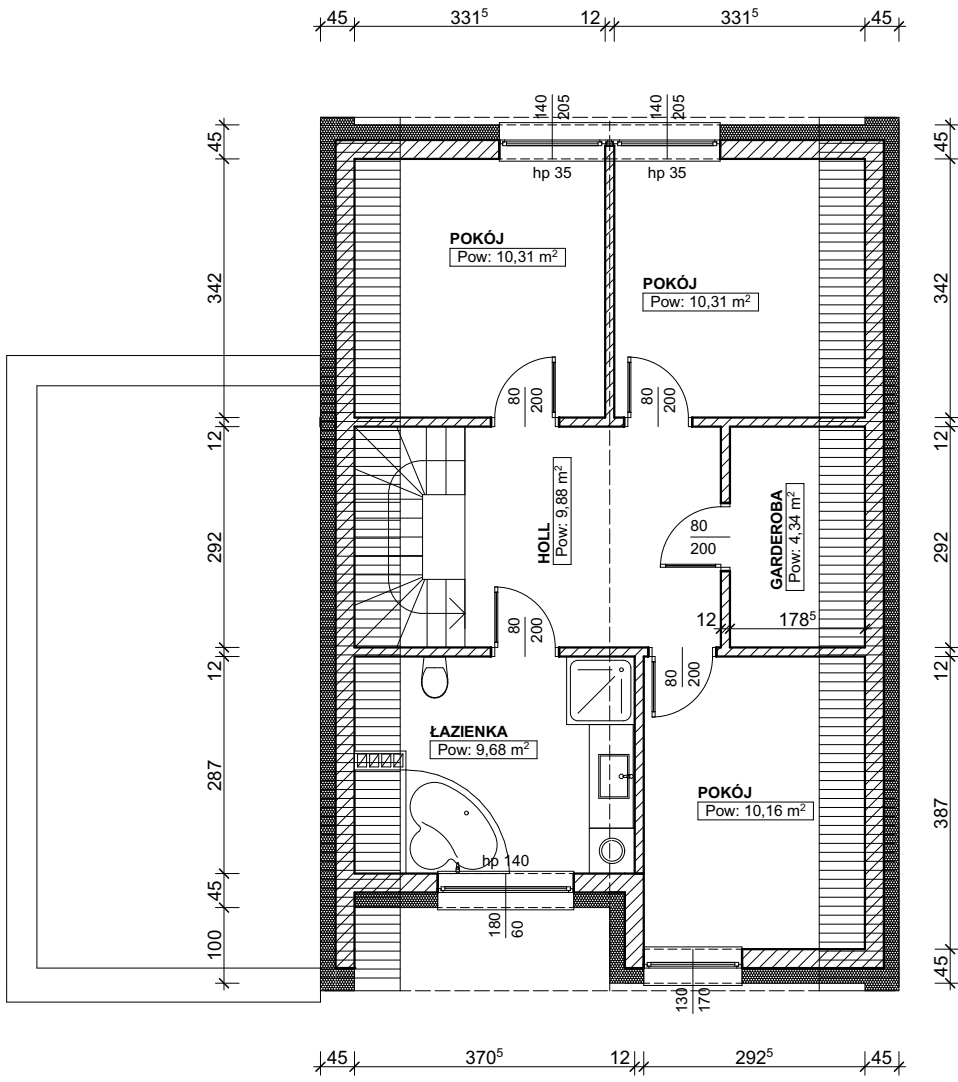 45 331⁵ 12 331⁵ 45
140
205
140
205
45
45
hp 35
hp 35
POKÓJ
Pow: 10,31 m²
POKÓJ
Pow: 10,31 m²
342
342
80
200
80
200
12
12
HOLL
Pow: 9,88 m²
GARDEROBA
Pow: 4,34 m²
80
200
292
292
12 178⁵
80
200
80
200
12
12
ŁAZIENKA
Pow: 9,68 m²
287
387
POKÓJ
Pow: 10,16 m²
hp 140
45
180
60
100
45
130
170
45 370⁵ 12 292⁵ 45